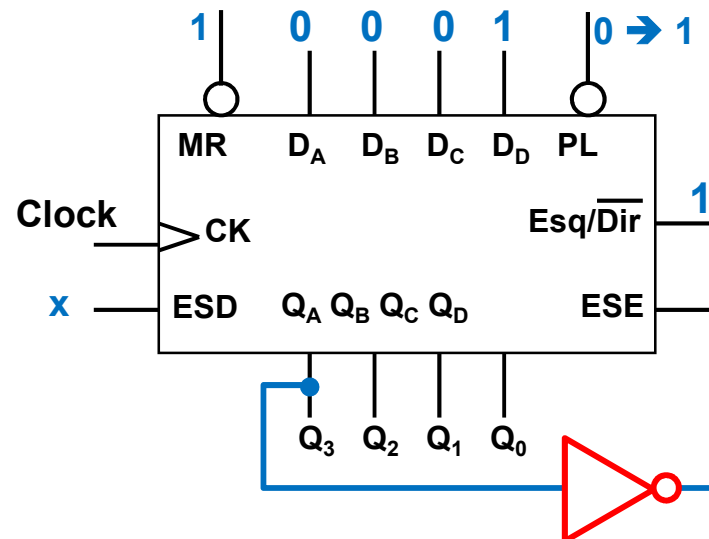 1 0 0 0 1 0 ➔ 1
MR D_A D_B D_C D_D PL
Clock CK Esq/D̅i̅r̅ 1
x ESD Q_A Q_B Q_C Q_D ESE
Q_3 Q_2 Q_1 Q_0